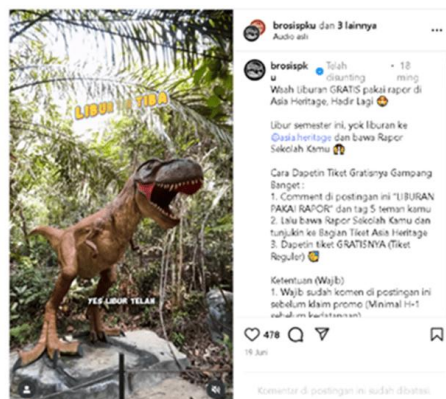 LIBUR TIBA
YES LIBUR TELAH
brosispku dan 3 lainnya
Audio asli
brosispku Telah disunting • 18 ming
Waah Liburan GRATIS pakai rapor di
Asia Heritage, Hadir Lagi 🤩
Libur semester ini, yok liburan ke
@asia.heritage dan bawa Rapor
Sekolah Kamu
Cara Dapetin Tiket Gratisnya Gampang
Banget :
1. Comment di postingan ini "LIBURAN
PAKAI RAPOR" dan tag 5 teman kamu
2. Lalu bawa Rapor Sekolah Kamu dan
tunjukin ke Bagian Tiket Asia Heritage
3. Dapetin tiket GRATISNYA (Tiket
Reguler)
Ketentuan (Wajib)
1. Wajib sudah komen di postingan ini
sebelum klaim promo (Minimal H-1
sebelum kedatangan)
478
19 Juni
Komentar di postingan ini sudah dibatasi